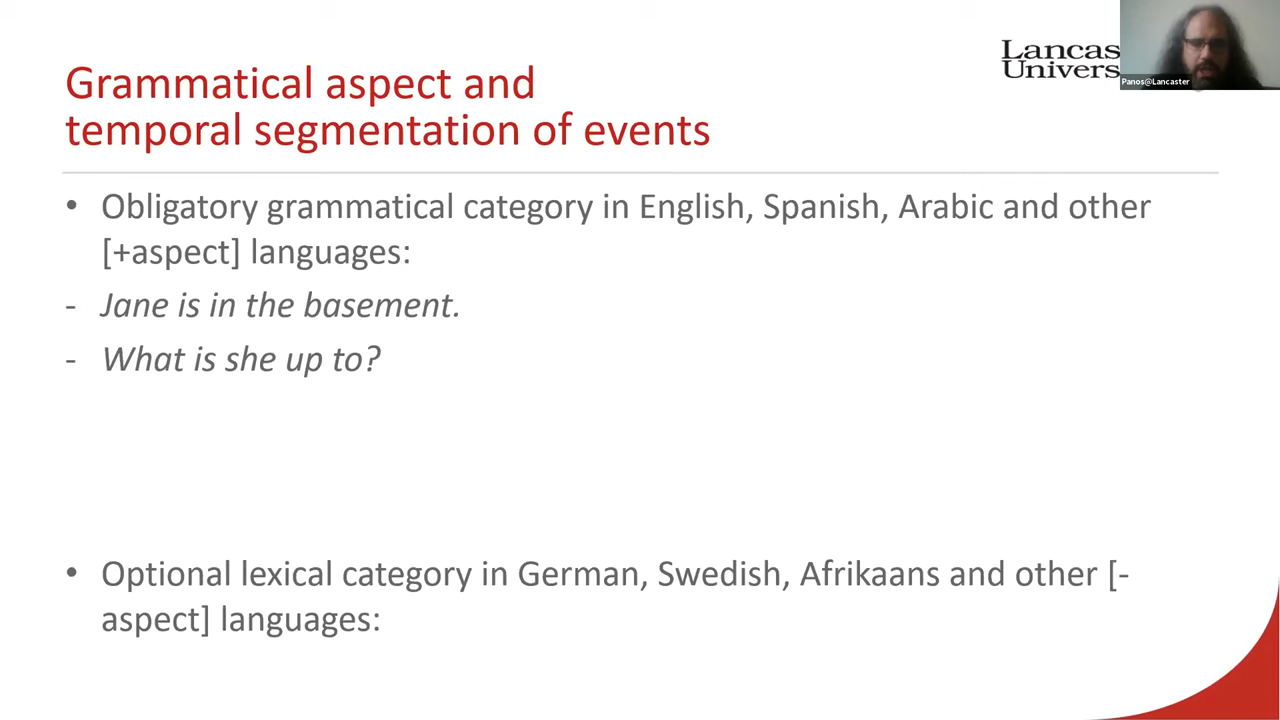 Lancas
Univers
Panos@Lancaster
Grammatical aspect and
temporal segmentation of events
• Obligatory grammatical category in English, Spanish, Arabic and other
[+aspect] languages:
- Jane is in the basement.
- What is she up to?
• Optional lexical category in German, Swedish, Afrikaans and other [-
aspect] languages: